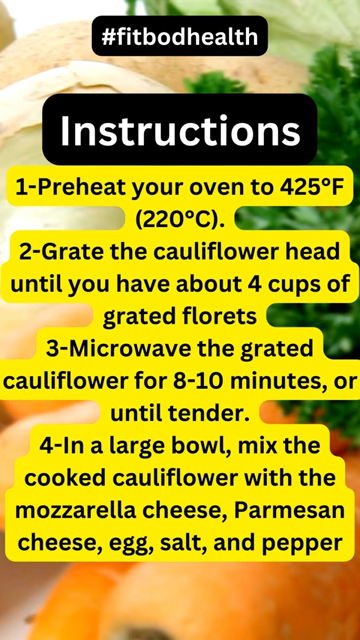 #fitbodhealth
Instructions
1-Preheat your oven to 425°F
(220°C).
2-Grate the cauliflower head
until you have about 4 cups of
grated florets
3-Microwave the grated
cauliflower for 8-10 minutes, or
until tender.
4-In a large bowl, mix the
cooked cauliflower with the
mozzarella cheese, Parmesan
cheese, egg, salt, and pepper